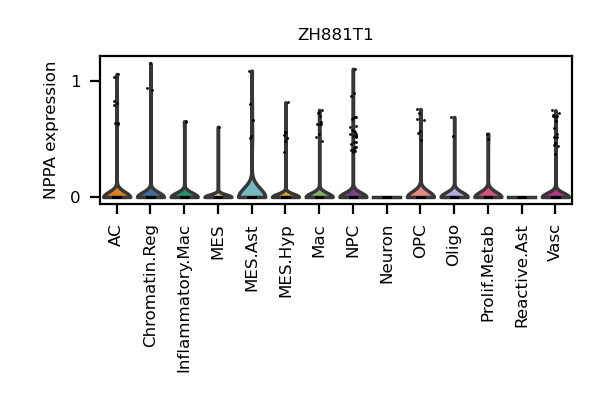 ZH881T1
NPPA expression
1
0
AC
Chromatin.Reg
Inflammatory.Mac
MES
MES.Ast
MES.Hyp
Mac
NPC
Neuron
OPC
Oligo
Prolif.Metab
Reactive.Ast
Vasc